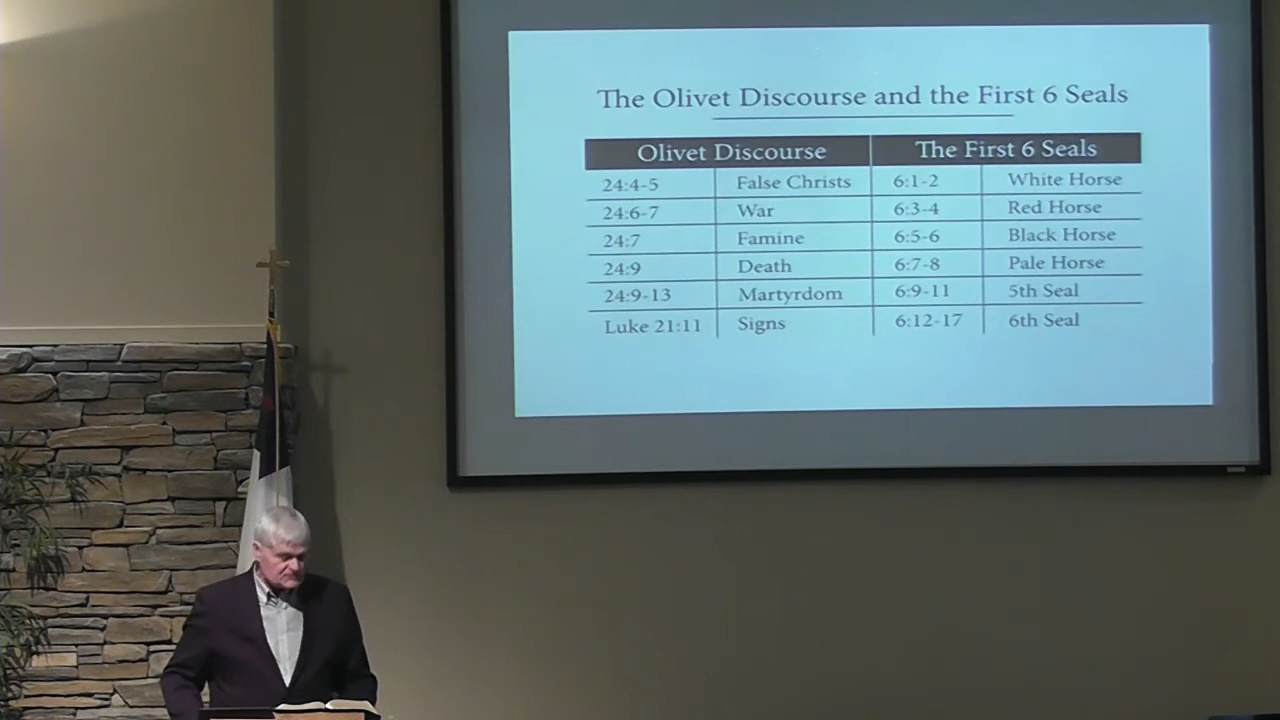 The Olivet Discourse and the First 6 Seals
Olivet Discourse The First 6 Seals
24:4-5 False Christs 6:1-2 White Horse
24:6-7 War 6:3-4 Red Horse
24:7 Famine 6:5-6 Black Horse
24:9 Death 6:7-8 Pale Horse
24:9-13 Martyrdom 6:9-11 5th Seal
Luke 21:11 Signs 6:12-17 6th Seal